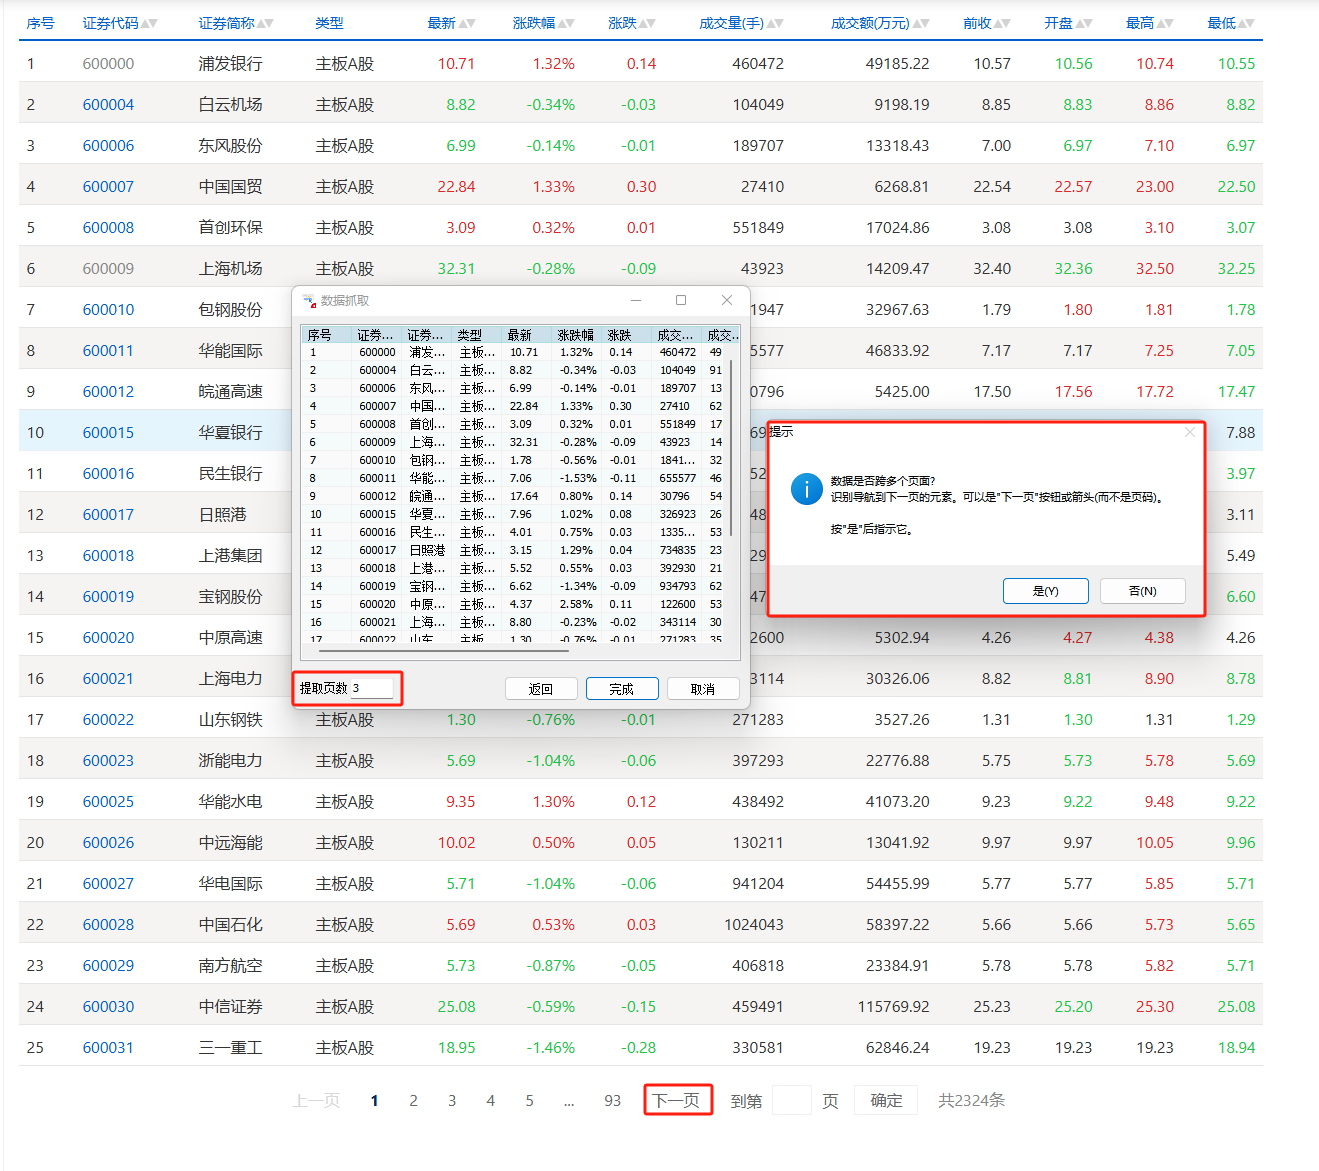 序号 证券代码 证券简称 类型 最新 涨跌幅 涨跌 成交量(手) 成交额(万元) 前收 开盘 最高 最低
1 600000 浦发银行 主板A股 10.71 1.32% 0.14 460472 49185.22 10.57 10.56 10.74 10.55
2 600004 白云机场 主板A股 8.82 -0.34% -0.03 104049 9198.19 8.85 8.83 8.86 8.82
3 600006 东风股份 主板A股 6.99 -0.14% -0.01 189707 13318.43 7.00 6.97 7.10 6.97
4 600007 中国国贸 主板A股 22.84 1.33% 0.30 27410 6268.81 22.54 22.57 23.00 22.50
5 600008 首创环保 主板A股 3.09 0.32% 0.01 551849 17024.86 3.08 3.08 3.10 3.07
6 600009 上海机场 主板A股 32.31 -0.28% -0.09 43923 14209.47 32.40 32.36 32.50 32.25
7 600010 包钢股份 1947 32967.63 1.79 1.80 1.81 1.78
8 600011 华能国际 5577 46833.92 7.17 7.17 7.25 7.05
9 600012 皖通高速 0796 5425.00 17.50 17.56 17.72 17.47
10 600015 华夏银行 69 7.88
11 600016 民生银行 52 3.97
12 600017 日照港 48 3.11
13 600018 上港集团 29 5.49
14 600019 宝钢股份 47 6.60
15 600020 中原高速 2600 5302.94 4.26 4.27 4.38 4.26
16 600021 上海电力 3114 30326.06 8.82 8.81 8.90 8.78
17 600022 山东钢铁 主板A股 1.30 -0.76% -0.01 271283 3527.26 1.31 1.30 1.31 1.29
18 600023 浙能电力 主板A股 5.69 -1.04% -0.06 397293 22776.88 5.75 5.73 5.78 5.69
19 600025 华能水电 主板A股 9.35 1.30% 0.12 438492 41073.20 9.23 9.22 9.48 9.22
20 600026 中远海能 主板A股 10.02 0.50% 0.05 130211 13041.92 9.97 9.97 10.05 9.96
21 600027 华电国际 主板A股 5.71 -1.04% -0.06 941204 54455.99 5.77 5.77 5.85 5.71
22 600028 中国石化 主板A股 5.69 0.53% 0.03 1024043 58397.22 5.66 5.66 5.73 5.65
23 600029 南方航空 主板A股 5.73 -0.87% -0.05 406818 23384.91 5.78 5.78 5.82 5.71
24 600030 中信证券 主板A股 25.08 -0.59% -0.15 459491 115769.92 25.23 25.20 25.30 25.08
25 600031 三一重工 主板A股 18.95 -1.46% -0.28 330581 62846.24 19.23 19.23 19.23 18.94
上一页 1 2 3 4 5 ... 93 下一页 到第 页 确定 共2324条
数据抓取
序号 证券... 证券... 类型 最新 涨跌幅 涨跌 成交... 成交...
1 600000 浦发... 主板... 10.71 1.32% 0.14 460472 49
2 600004 白云... 主板... 8.82 -0.34% -0.03 104049 91
3 600006 东风... 主板... 6.99 -0.14% -0.01 189707 13
4 600007 中国... 主板... 22.84 1.33% 0.30 27410 62
5 600008 首创... 主板... 3.09 0.32% 0.01 551849 17
6 600009 上海... 主板... 32.31 -0.28% -0.09 43923 14
7 600010 包钢... 主板... 1.78 -0.56% -0.01 1841... 32
8 600011 华能... 主板... 7.06 -1.53% -0.11 655577 46
9 600012 皖通... 主板... 17.64 0.80% 0.14 30796 54
10 600015 华夏... 主板... 7.96 1.02% 0.08 326923 26
11 600016 民生... 主板... 4.01 0.75% 0.03 1335... 53
12 600017 日照港 主板... 3.15 1.29% 0.04 734835 23
13 600018 上港... 主板... 5.52 0.55% 0.03 392930 21
14 600019 宝钢... 主板... 6.62 -1.34% -0.09 934793 62
15 600020 中原... 主板... 4.37 2.58% 0.11 122600 53
16 600021 上海... 主板... 8.80 -0.23% -0.02 343114 30
17 600022 山东 主板 1.30 -0.76% -0.01 271283 35
提取页数 3 返回 完成 取消
提示
数据是否跨多个页面?
识别导航到下一页的元素。可以是"下一页"按钮或箭头(而不是页码)。
按"是"后指示它。
是(Y) 否(N)